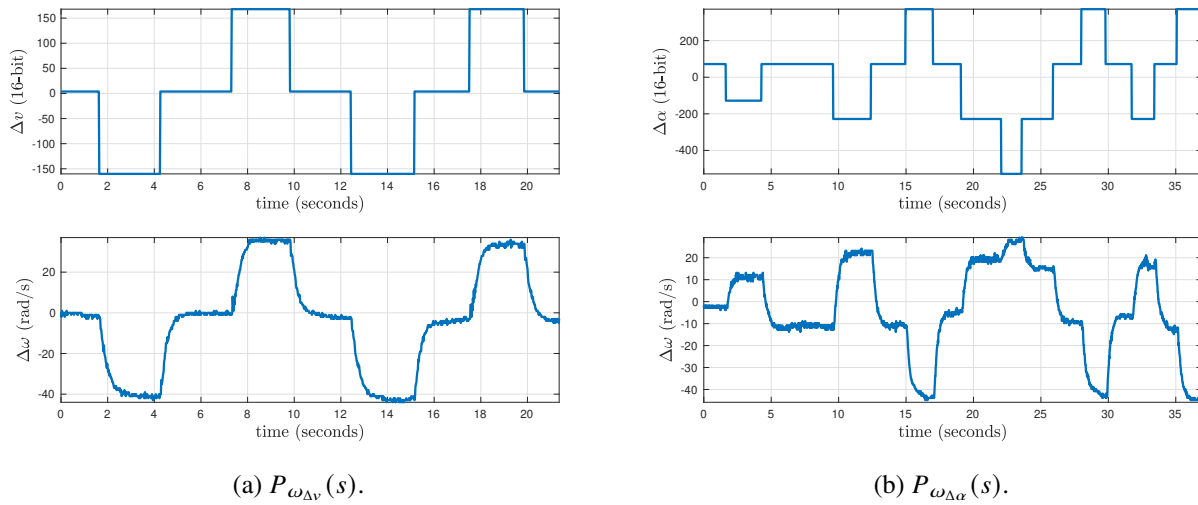 150
100
50
0
-50
-100
-150
Δv (16-bit)
0 2 4 6 8 10 12 14 16 18 20
time (seconds)
20
0
-20
-40
Δω (rad/s)
0 2 4 6 8 10 12 14 16 18 20
time (seconds)
(a) P_{ω_{Δv}}(s).
200
0
-200
-400
Δα (16-bit)
0 5 10 15 20 25 30 35
time (seconds)
20
10
0
-10
-20
-30
-40
Δω (rad/s)
0 5 10 15 20 25 30 35
time (seconds)
(b) P_{ω_{Δα}}(s).